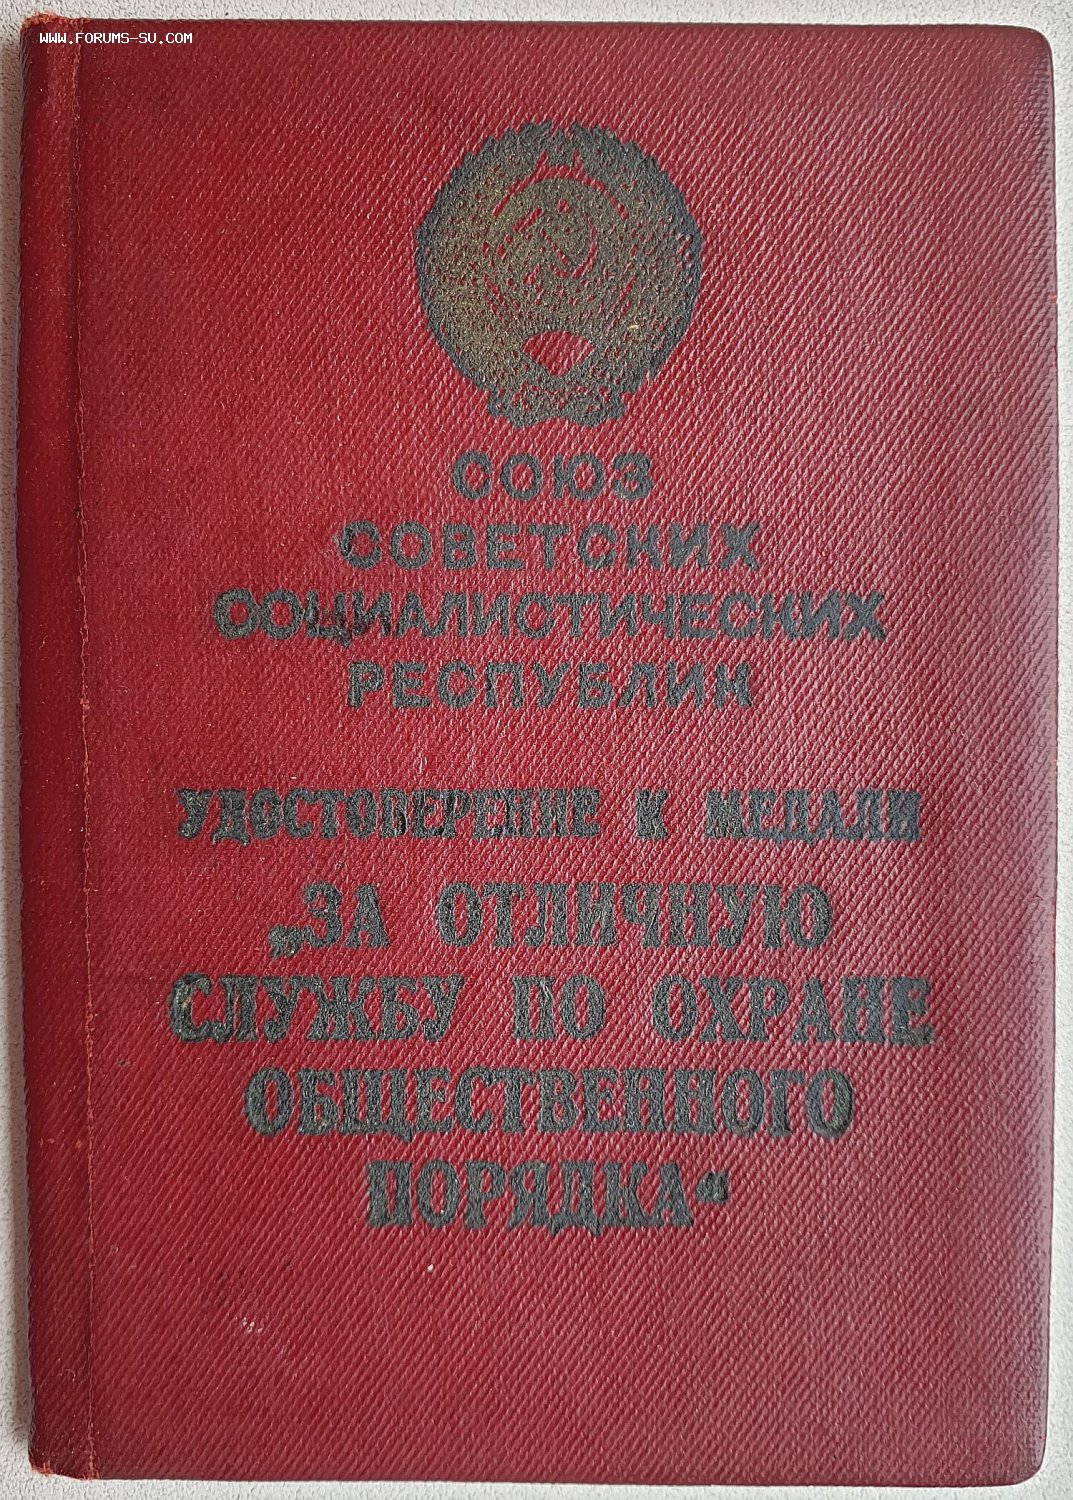 WWW.FORUMS-SU.COM
СОЮЗ
СОВЕТСКИХ
СОЦИАЛИСТИЧЕСКИХ
РЕСПУБЛИК
УДОСТОВЕРЕНИЕ К МЕДАЛИ
„ЗА ОТЛИЧНУЮ
СЛУЖБУ ПО ОХРАНЕ
ОБЩЕСТВЕННОГО
ПОРЯДКА“